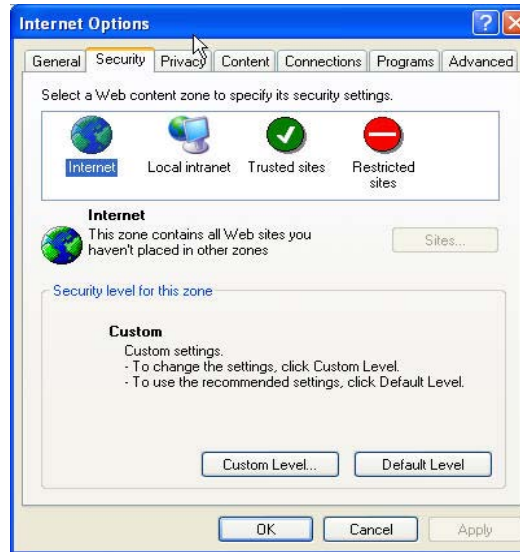 Internet Options
General Security Privacy Content Connections Programs Advanced
Select a Web content zone to specify its security settings.
Internet Local intranet Trusted sites Restricted sites
Internet
This zone contains all Web sites you
haven't placed in other zones
Sites...
Security level for this zone
Custom
Custom settings.
- To change the settings, click Custom Level.
- To use the recommended settings, click Default Level.
Custom Level... Default Level
OK Cancel Apply